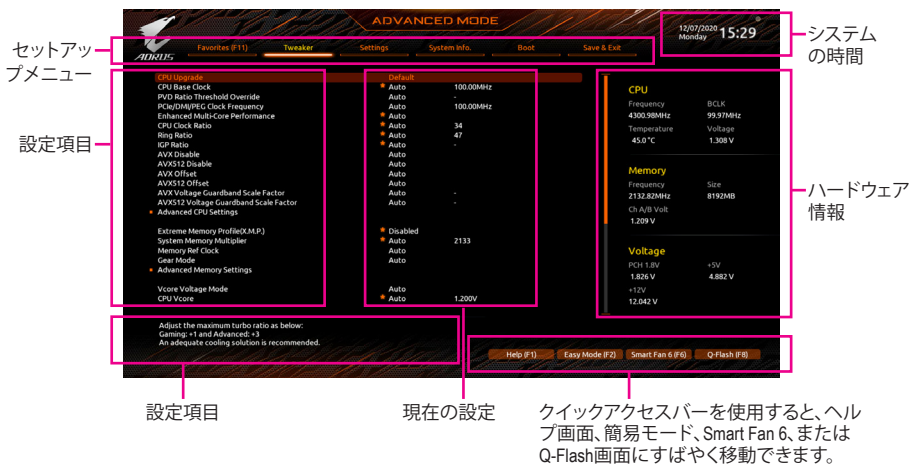 ADVANCED MODE
12/07/2020 15:29
Monday
システム
の時間
AORUS
Favorites (F11) Tweaker Settings System Info. Boot Save & Exit
セットアッ
プメニュー
設定項目
CPU Upgrade Default
CPU Base Clock * Auto 100.00MHz
PVD Ratio Threshold Override Auto -
PCIe/DMI/PEG Clock Frequency Auto 100.00MHz
Enhanced Multi-Core Performance * Auto
CPU Clock Ratio * Auto 34
Ring Ratio * Auto 47
IGP Ratio * Auto -
AVX Disable Auto
AVX512 Disable Auto
AVX Offset Auto
AVX512 Offset Auto
AVX Voltage Guardband Scale Factor Auto -
AVX512 Voltage Guardband Scale Factor Auto -
Advanced CPU Settings
Extreme Memory Profile(X.M.P.) * Disabled
System Memory Multiplier * Auto 2133
Memory Ref Clock Auto
Gear Mode Auto
Advanced Memory Settings
Vcore Voltage Mode Auto
CPU Vcore * Auto 1.200V
CPU
Frequency BCLK
4300.98MHz 99.97MHz
Temperature Voltage
45.0 °C 1.308 V
Memory
Frequency Size
2132.82MHz 8192MB
Ch A/B Volt
1.209 V
Voltage
PCH 1.8V +5V
1.826 V 4.882 V
+12V
12.042 V
ハードウェア
情報
Adjust the maximum turbo ratio as below:
Gaming: +1 and Advanced: +3
An adequate cooling solution is recommended.
Help (F1) Easy Mode (F2) Smart Fan 6 (F6) Q-Flash (F8)
設定項目
現在の設定
クイックアクセスバーを使用すると、ヘル
プ画面、簡易モード、Smart Fan 6、または
Q-Flash画面にすばやく移動できます。